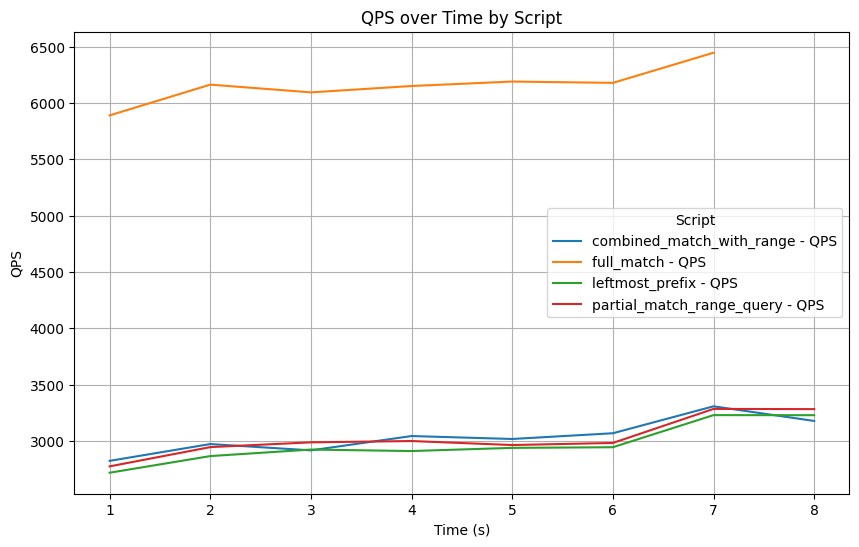 QPS over Time by Script
6500
6000
5500
5000
4500
4000
3500
3000
QPS
Script
combined_match_with_range - QPS
full_match - QPS
leftmost_prefix - QPS
partial_match_range_query - QPS
1 2 3 4 5 6 7 8
Time (s)